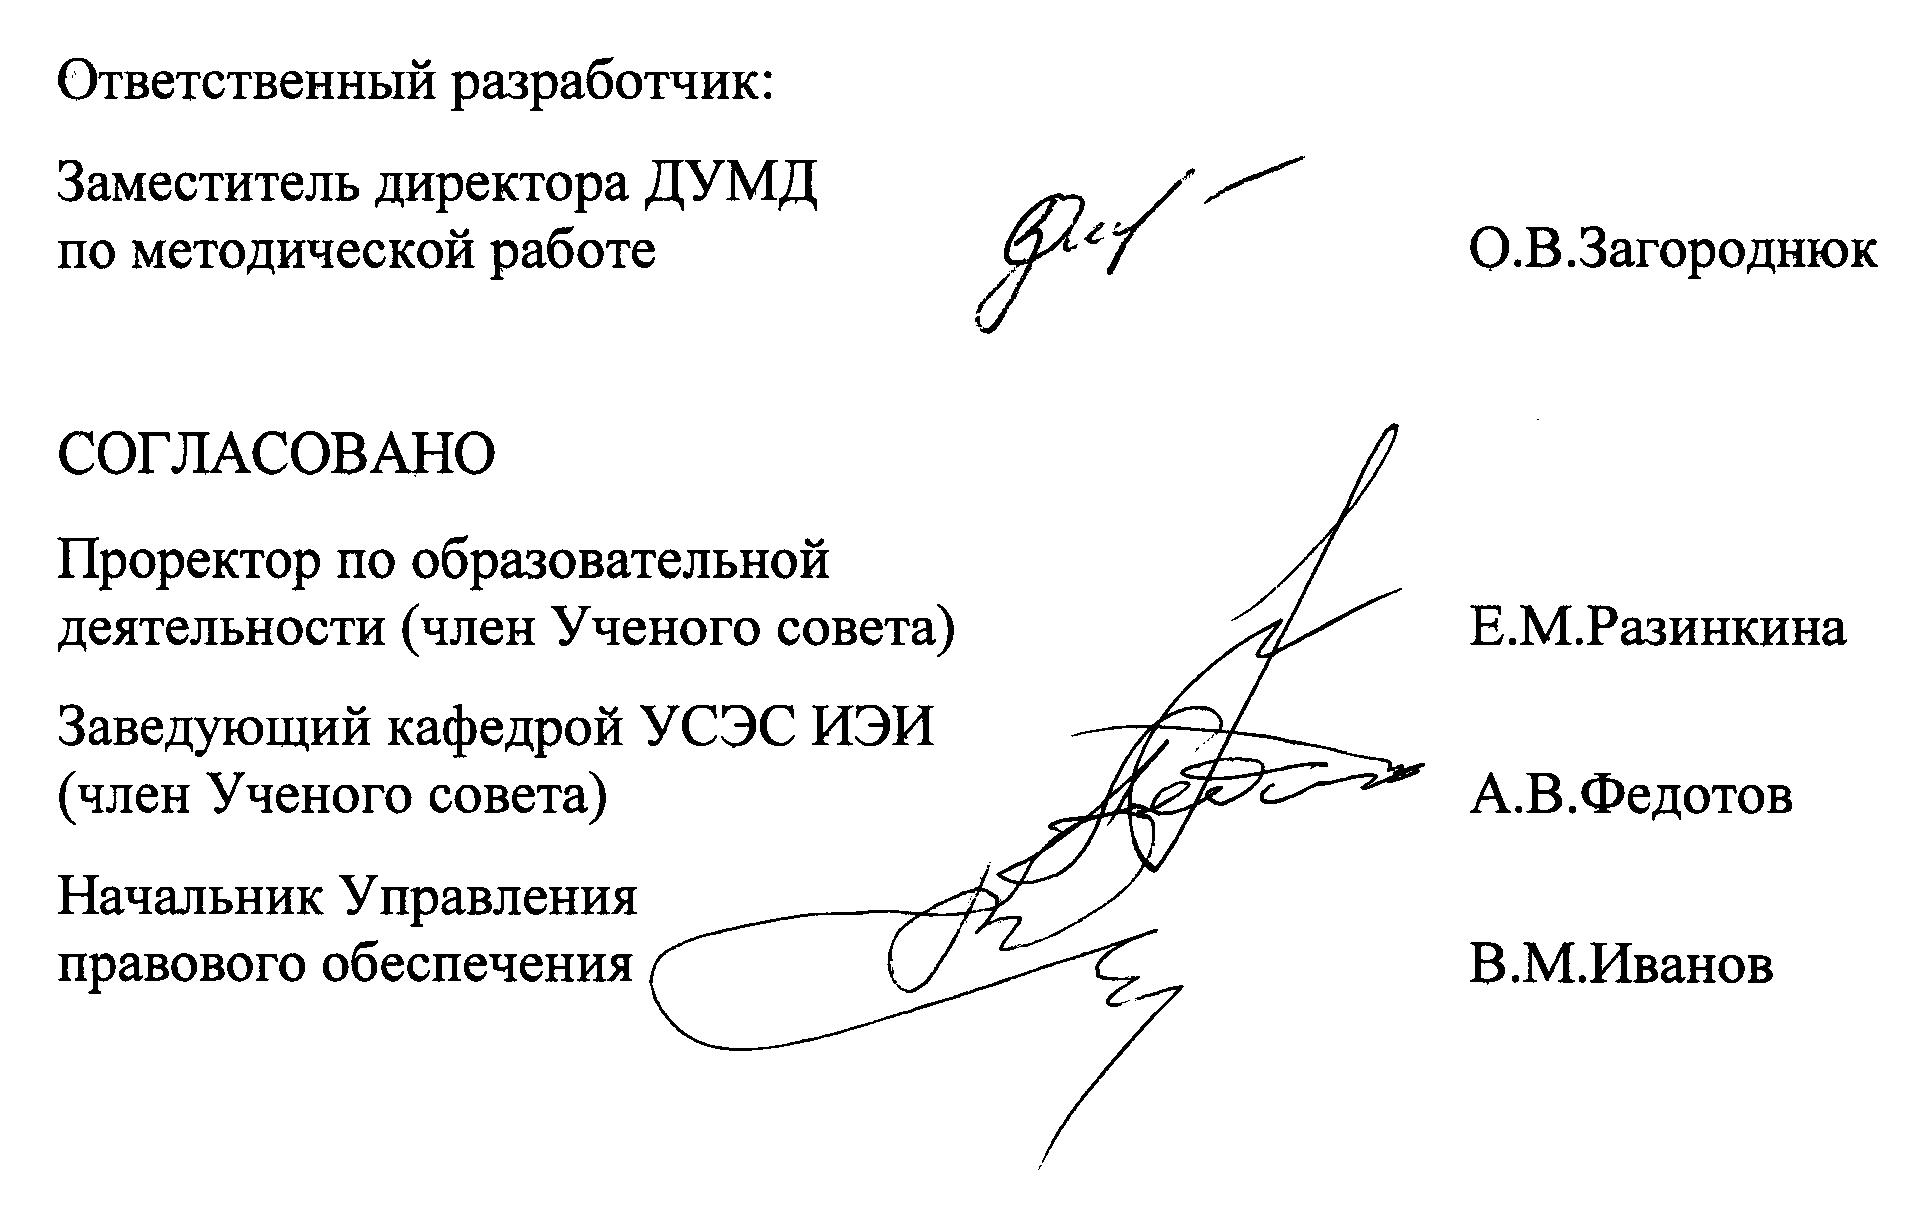 Ответственный разработчик:
Заместитель директора ДУМД
по методической работе О.В.Загороднюк
СОГЛАСОВАНО
Проректор по образовательной
деятельности (член Ученого совета) Е.М.Разинкина
Заведующий кафедрой УСЭС ИЭИ
(член Ученого совета) А.В.Федотов
Начальник Управления
правового обеспечения В.М.Иванов